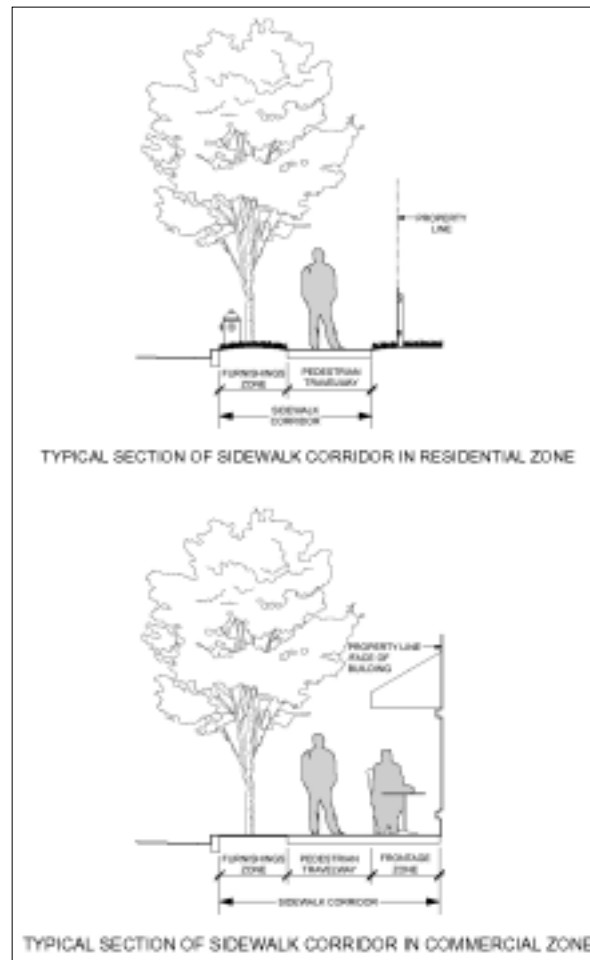 PROPERTY
LINE
FURNISHINGS
ZONE
PEDESTRIAN
TRAVELWAY
SIDEWALK
CORRIDOR
TYPICAL SECTION OF SIDEWALK CORRIDOR IN RESIDENTIAL ZONE
PROPERTY LINE
/FACE OF
BUILDING
FURNISHINGS
ZONE
PEDESTRIAN
TRAVELWAY
FRONTAGE
ZONE
SIDEWALK CORRIDOR
TYPICAL SECTION OF SIDEWALK CORRIDOR IN COMMERCIAL ZONE